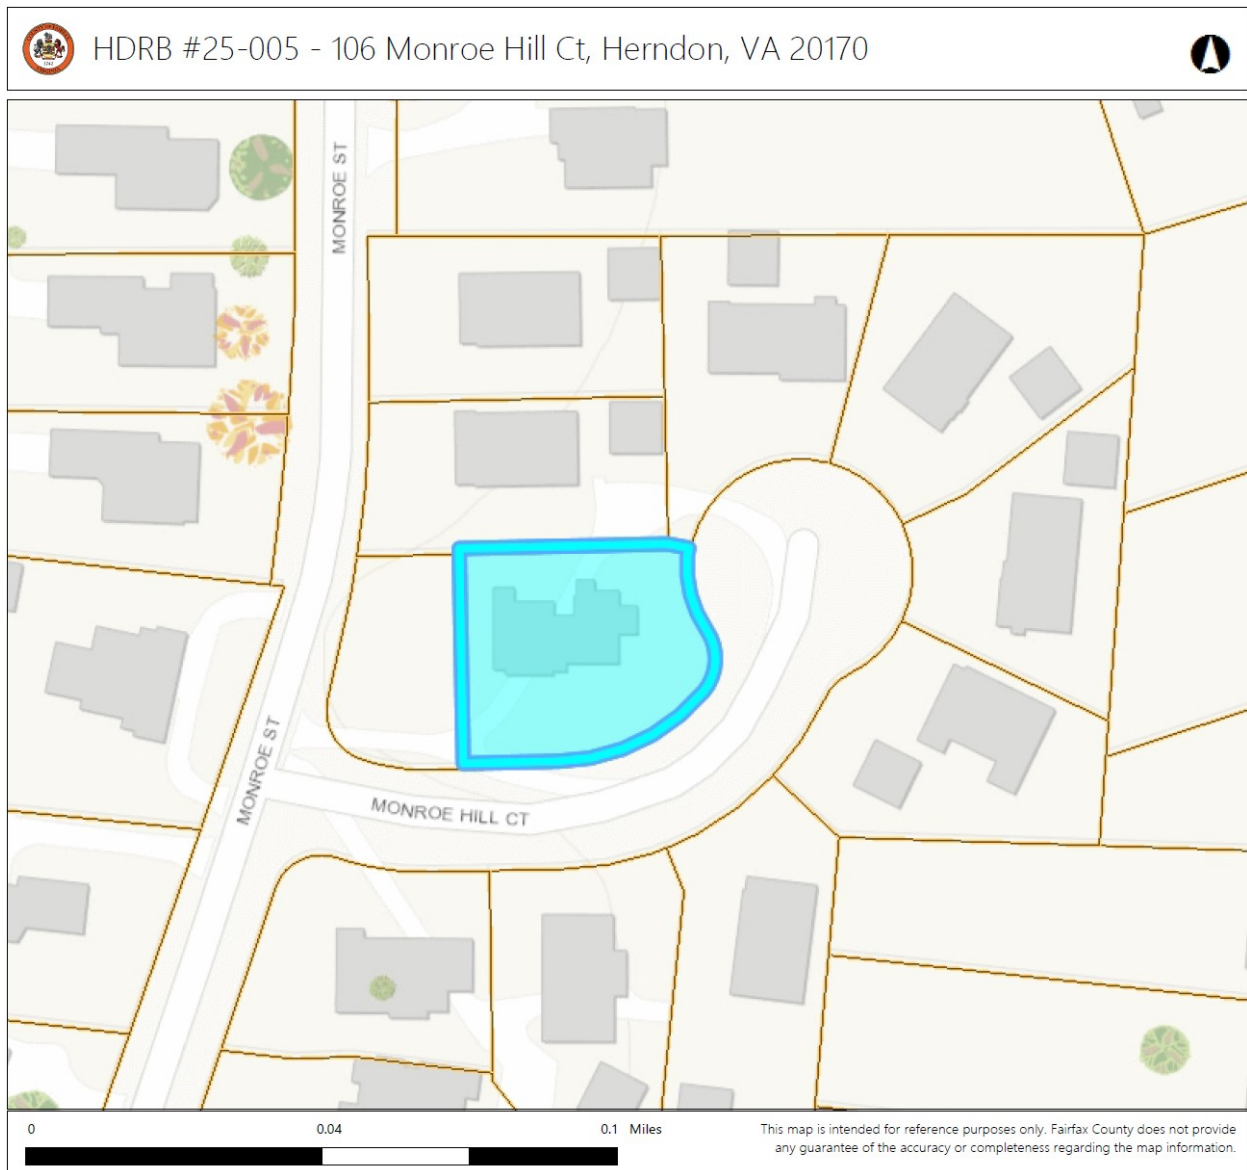 HDRB #25-005 - 106 Monroe Hill Ct, Herndon, VA 20170
MONROE ST
MONROE ST
MONROE HILL CT
0 0.04 0.1 Miles
This map is intended for reference purposes only. Fairfax County does not provide
any guarantee of the accuracy or completeness regarding the map information.